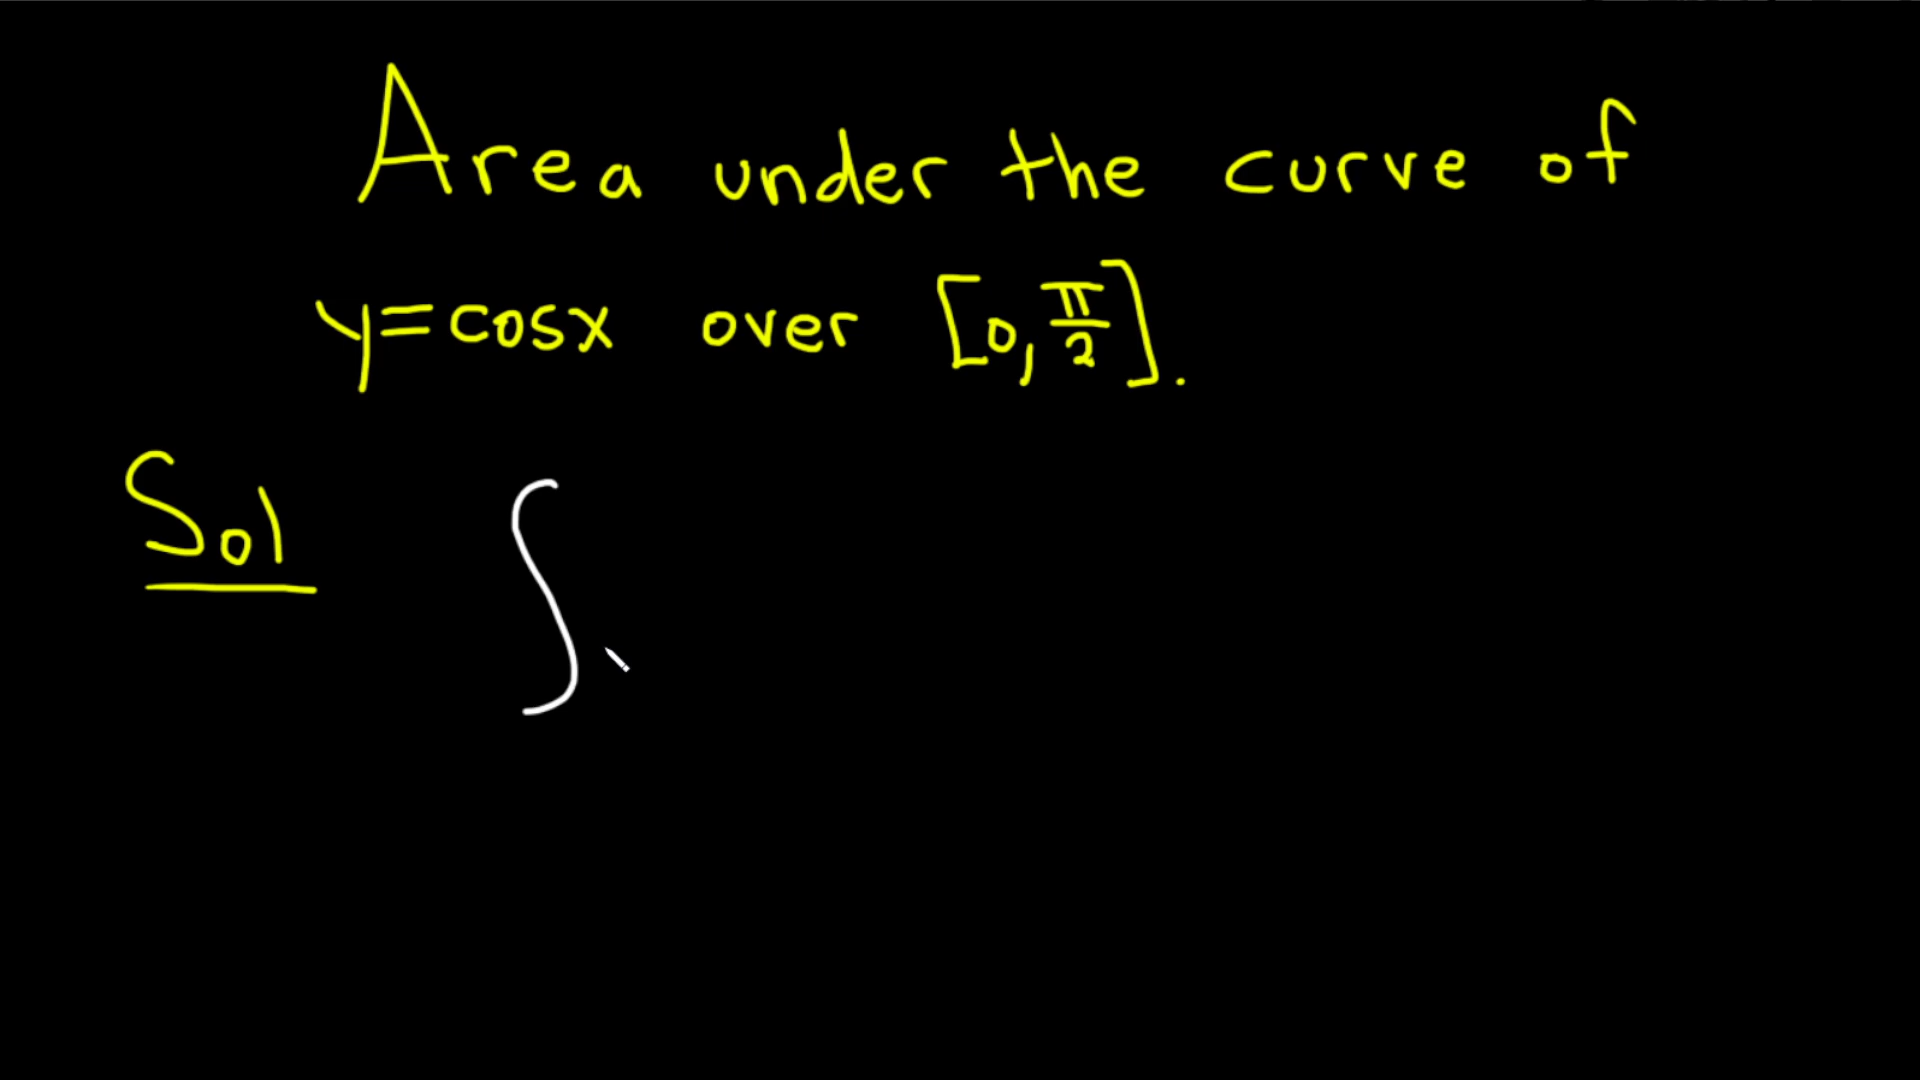 Area under the curve of
y=cosx over [0, π/2].
Sol ∫